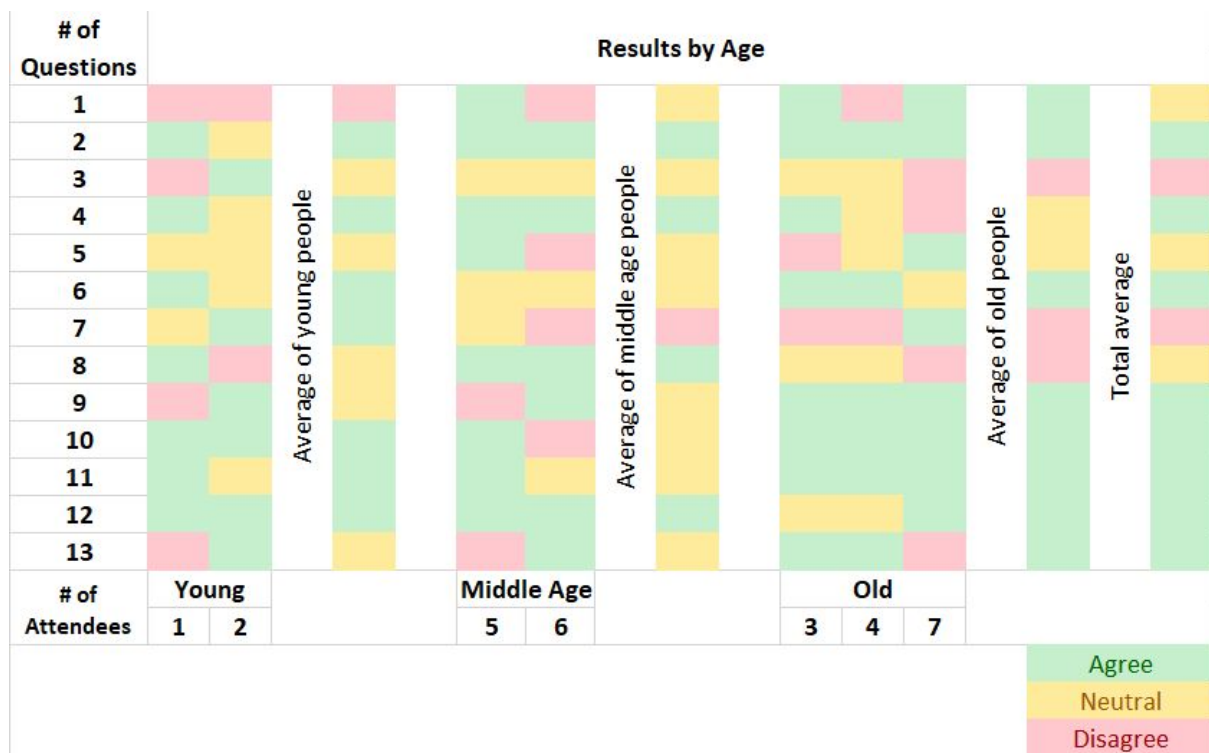 # of
Questions
Results by Age
1
2
3
4
5
6
7
8
9
10
11
12
13
Average of young people
Average of middle age people
Average of old people
Total average
# of
Attendees
Young
Middle Age
Old
1 2 5 6 3 4 7
Agree
Neutral
Disagree